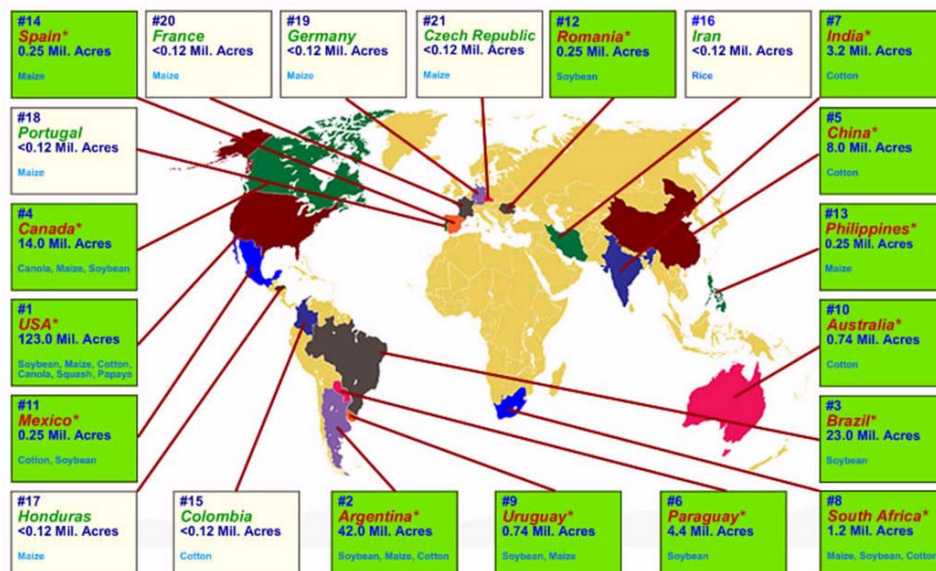 #14
Spain*
0.25 Mil. Acres
Maize
#20
France
<0.12 Mil. Acres
Maize
#19
Germany
<0.12 Mil. Acres
Maize
#21
Czech Republic
<0.12 Mil. Acres
Maize
#12
Romania*
0.25 Mil. Acres
Soybean
#16
Iran
<0.12 Mil. Acres
Rice
#7
India*
3.2 Mil. Acres
Cotton
#18
Portugal
<0.12 Mil. Acres
Maize
#5
China*
8.0 Mil. Acres
Cotton
#4
Canada*
14.0 Mil. Acres
Canola, Maize, Soybean
#13
Philippines*
0.25 Mil. Acres
Maize
#1
USA*
123.0 Mil. Acres
Soybean, Maize, Cotton,
Canola, Squash, Papaya
#10
Australia*
0.74 Mil. Acres
Cotton
#11
Mexico*
0.25 Mil. Acres
Cotton, Soybean
#3
Brazil*
23.0 Mil. Acres
Soybean
#17
Honduras
<0.12 Mil. Acres
Maize
#15
Colombia
<0.12 Mil. Acres
Cotton
#2
Argentina*
42.0 Mil. Acres
Soybean, Maize, Cotton
#9
Uruguay*
0.74 Mil. Acres
Soybean, Maize
#6
Paraguay*
4.4 Mil. Acres
Soybean
#8
South Africa*
1.2 Mil. Acres
Maize, Soybean, Cotton